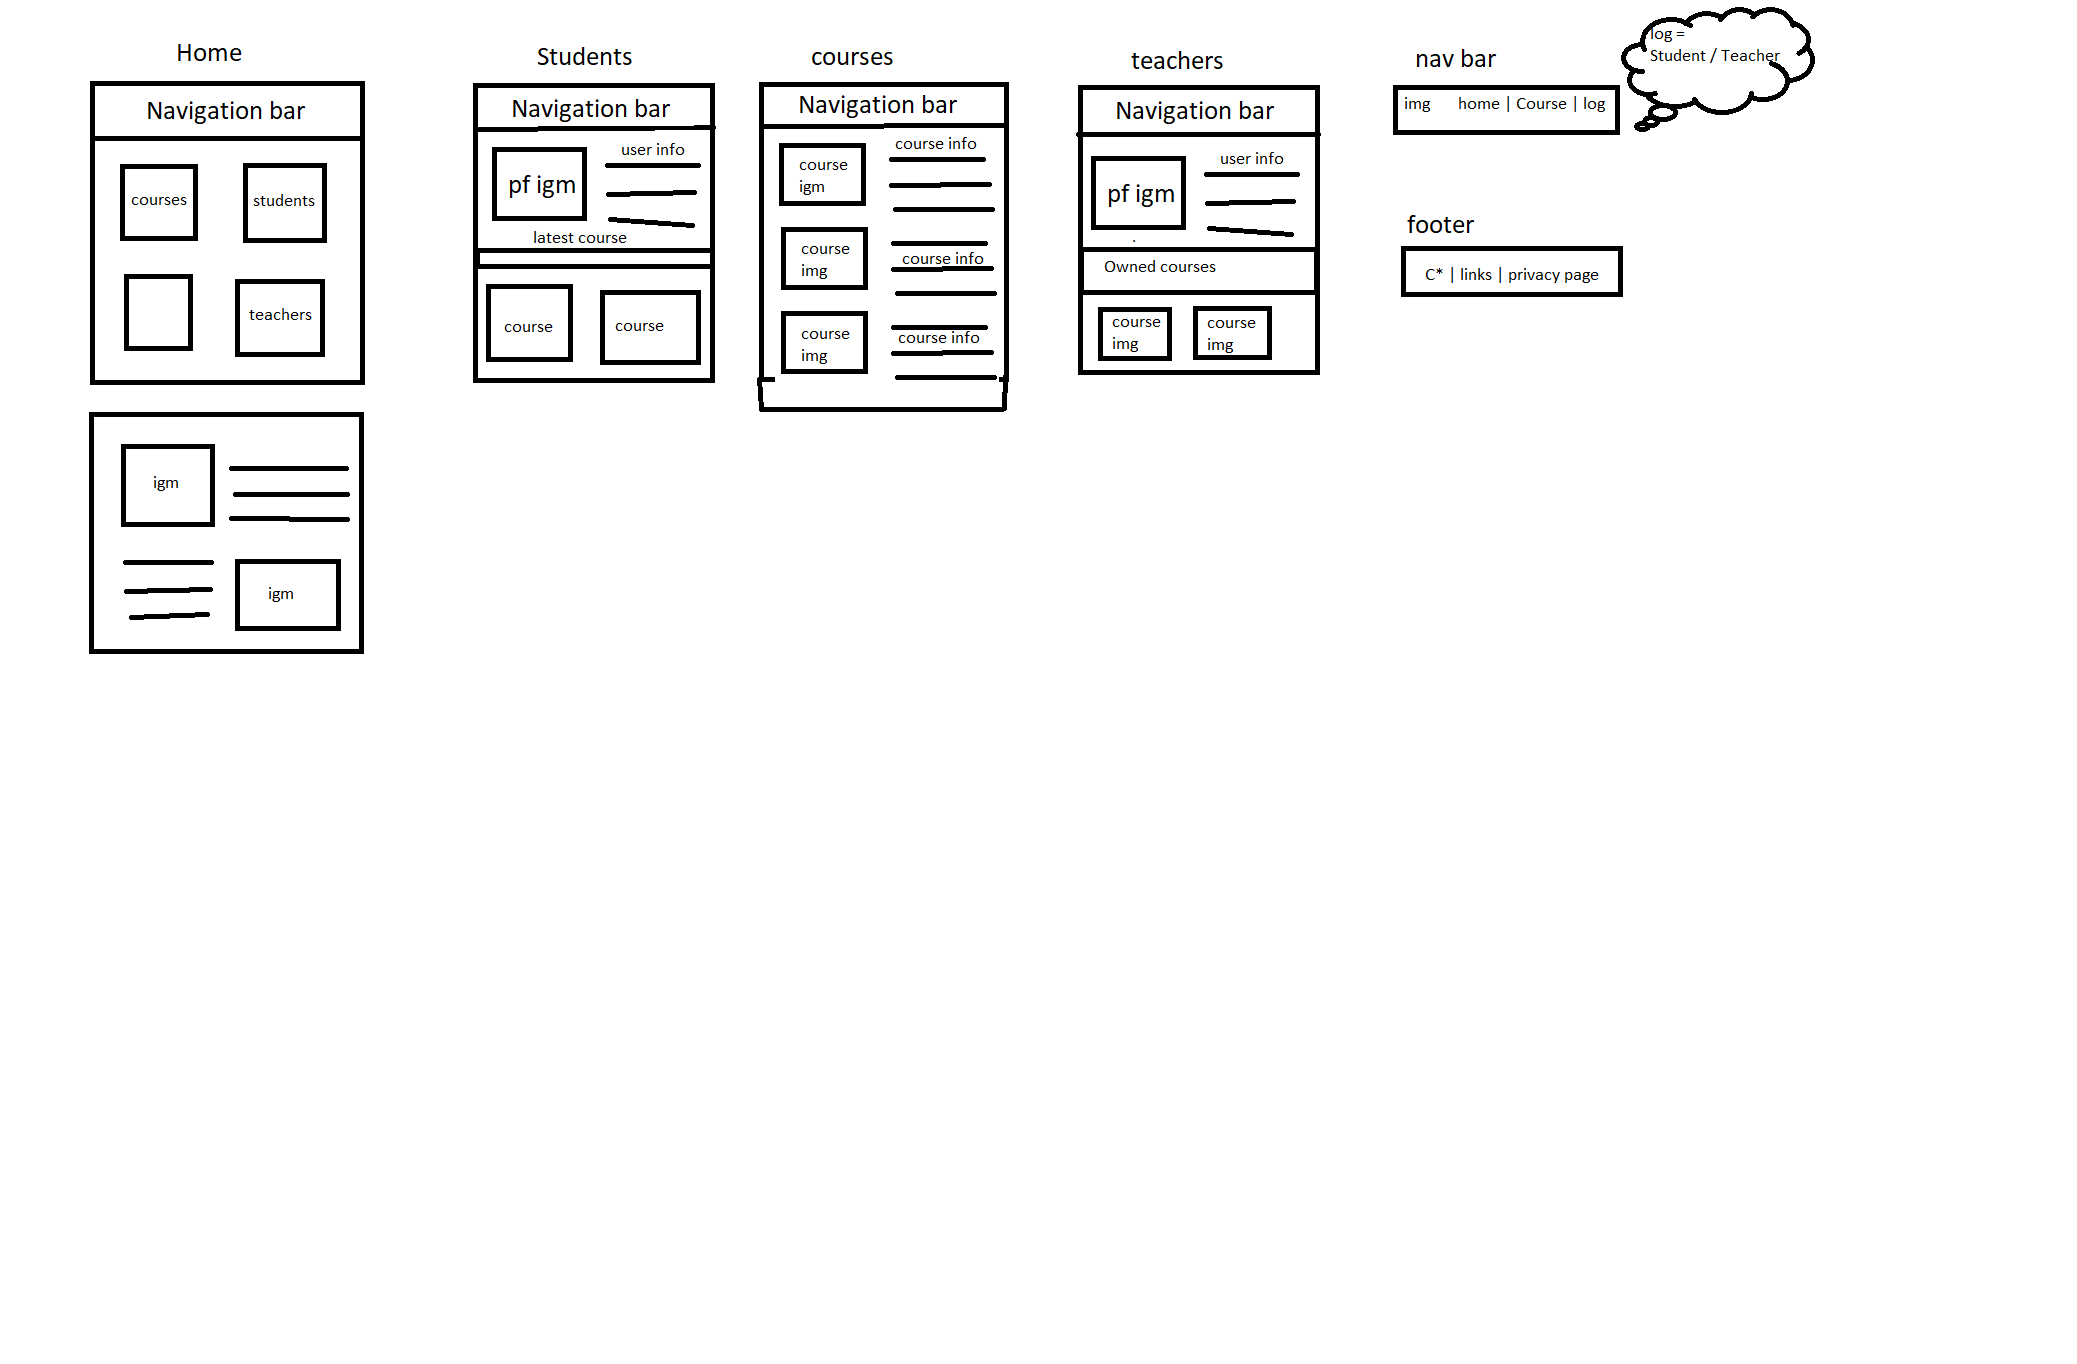 Home
Navigation bar
courses
students
teachers
igm
igm
Students
Navigation bar
pf igm
user info
latest course
course
course
courses
Navigation bar
course
igm
course info
course
img
course info
course
img
course info
teachers
Navigation bar
pf igm
user info
Owned courses
course
img
course
img
nav bar
img home | Course | log
log =
Student / Teacher
footer
C* | links | privacy page